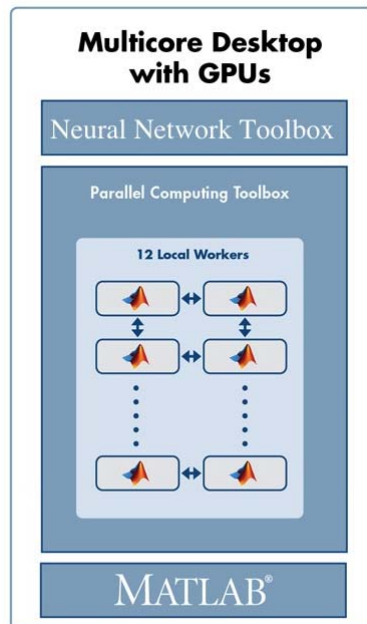 Multicore Desktop
with GPUs
Neural Network Toolbox
Parallel Computing Toolbox
12 Local Workers
MATLAB®